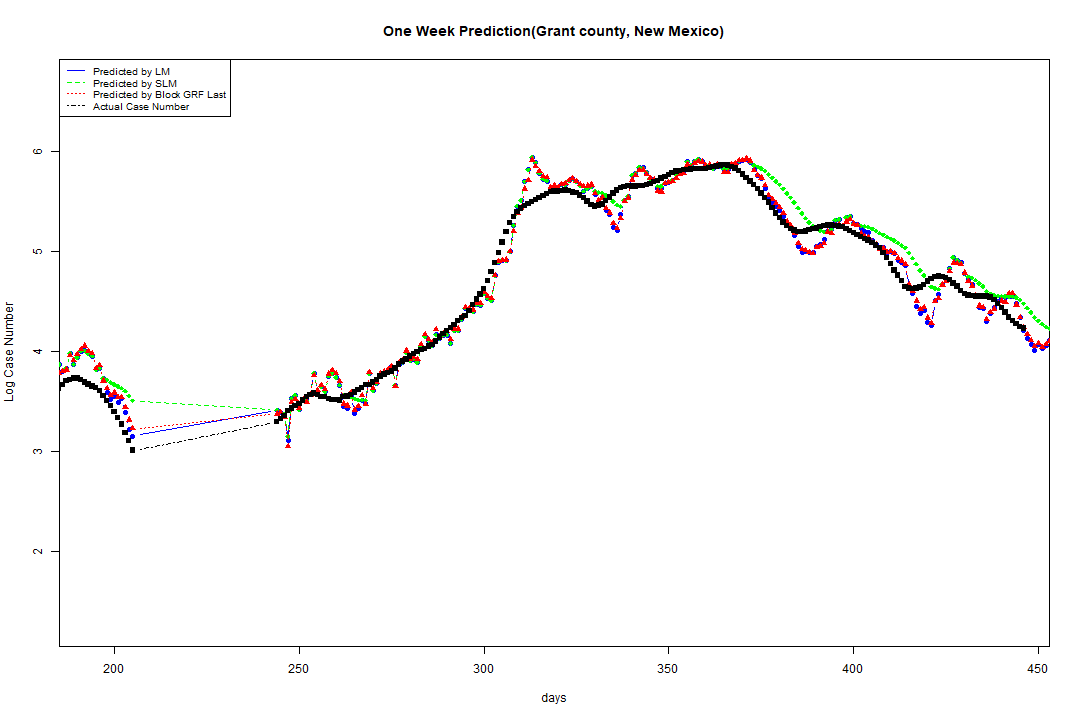 One Week Prediction(Grant county, New Mexico)
Predicted by LM
Predicted by SLM
Predicted by Block GRF Last
Actual Case Number
6
5
4
3
2
Log Case Number
200 250 300 350 400 450
days